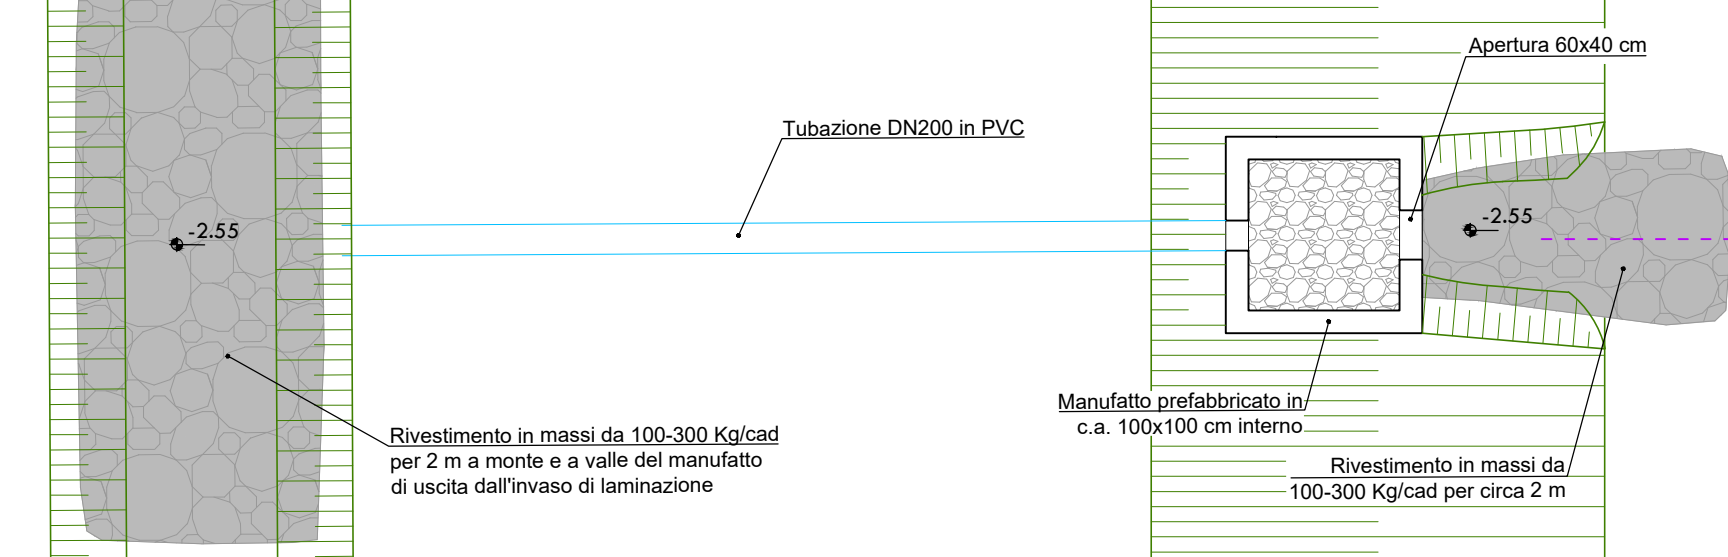 Apertura 60x40 cm
Tubazione DN200 in PVC
-2.55
-2.55
Manufatto prefabbricato in
c.a. 100x100 cm interno
Rivestimento in massi da 100-300 Kg/cad
per 2 m a monte e a valle del manufatto
di uscita dall'invaso di laminazione
Rivestimento in massi da
100-300 Kg/cad per circa 2 m